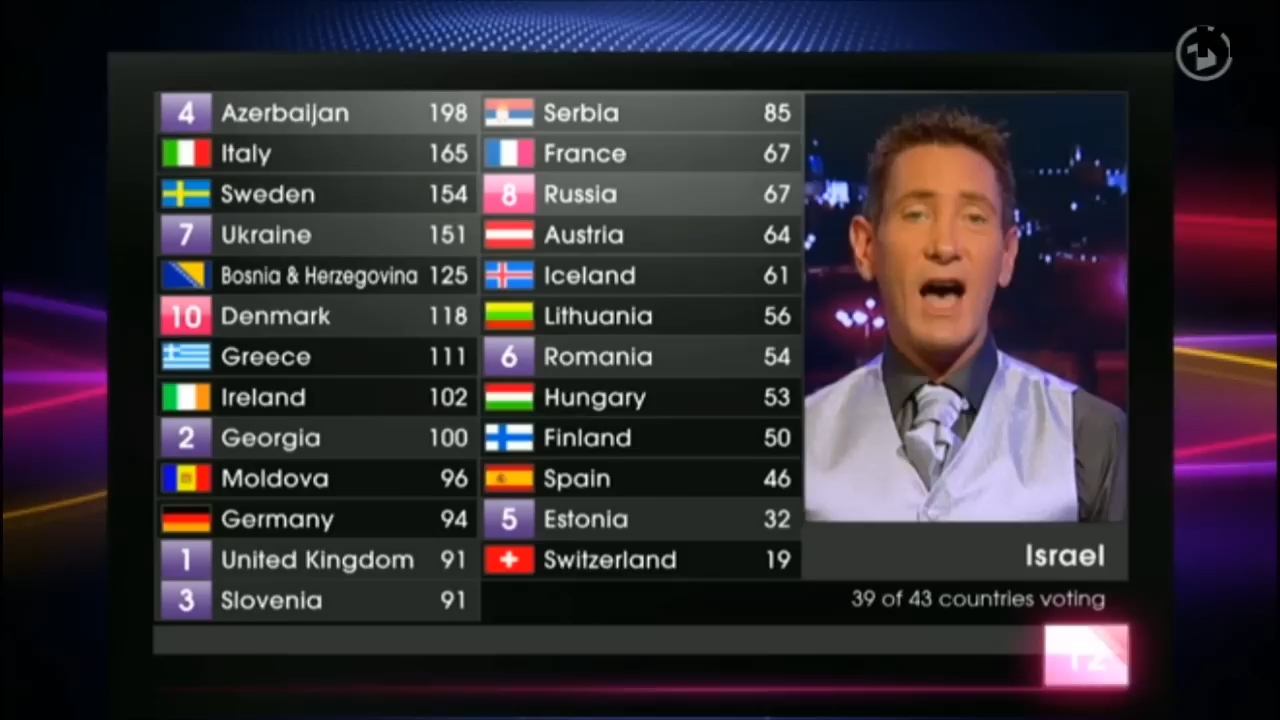 4 Azerbaijan 198
Italy 165
Sweden 154
7 Ukraine 151
Bosnia & Herzegovina 125
10 Denmark 118
Greece 111
Ireland 102
2 Georgia 100
Moldova 96
Germany 94
1 United Kingdom 91
3 Slovenia 91
Serbia 85
France 67
8 Russia 67
Austria 64
Iceland 61
Lithuania 56
6 Romania 54
Hungary 53
Finland 50
Spain 46
5 Estonia 32
Switzerland 19
Israel
39 of 43 countries voting
12